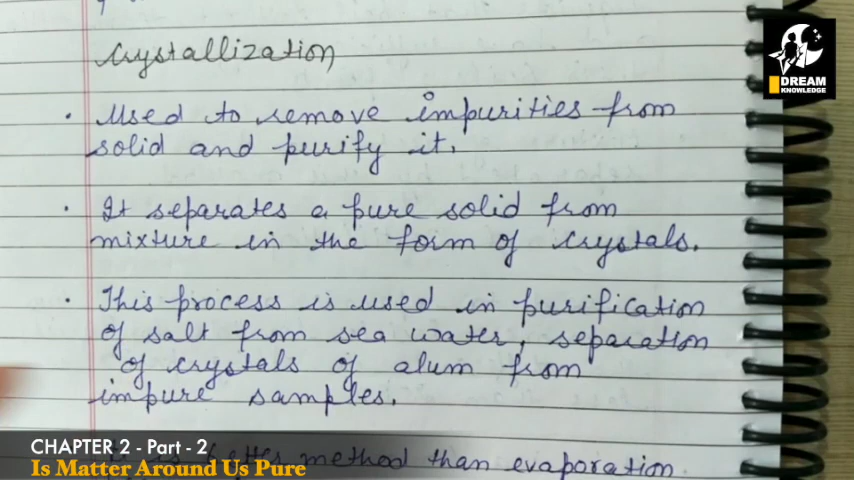 Crystallization
DREAM
KNOWLEDGE
• Used to remove impurities from
solid and purify it.
• It separates a pure solid from
mixture in the form of crystals.
• This process is used in purification
of salt from sea water, separation
of crystals of alum from
impure samples.
better method than evaporation
CHAPTER 2 - Part - 2
Is Matter Around Us Pure